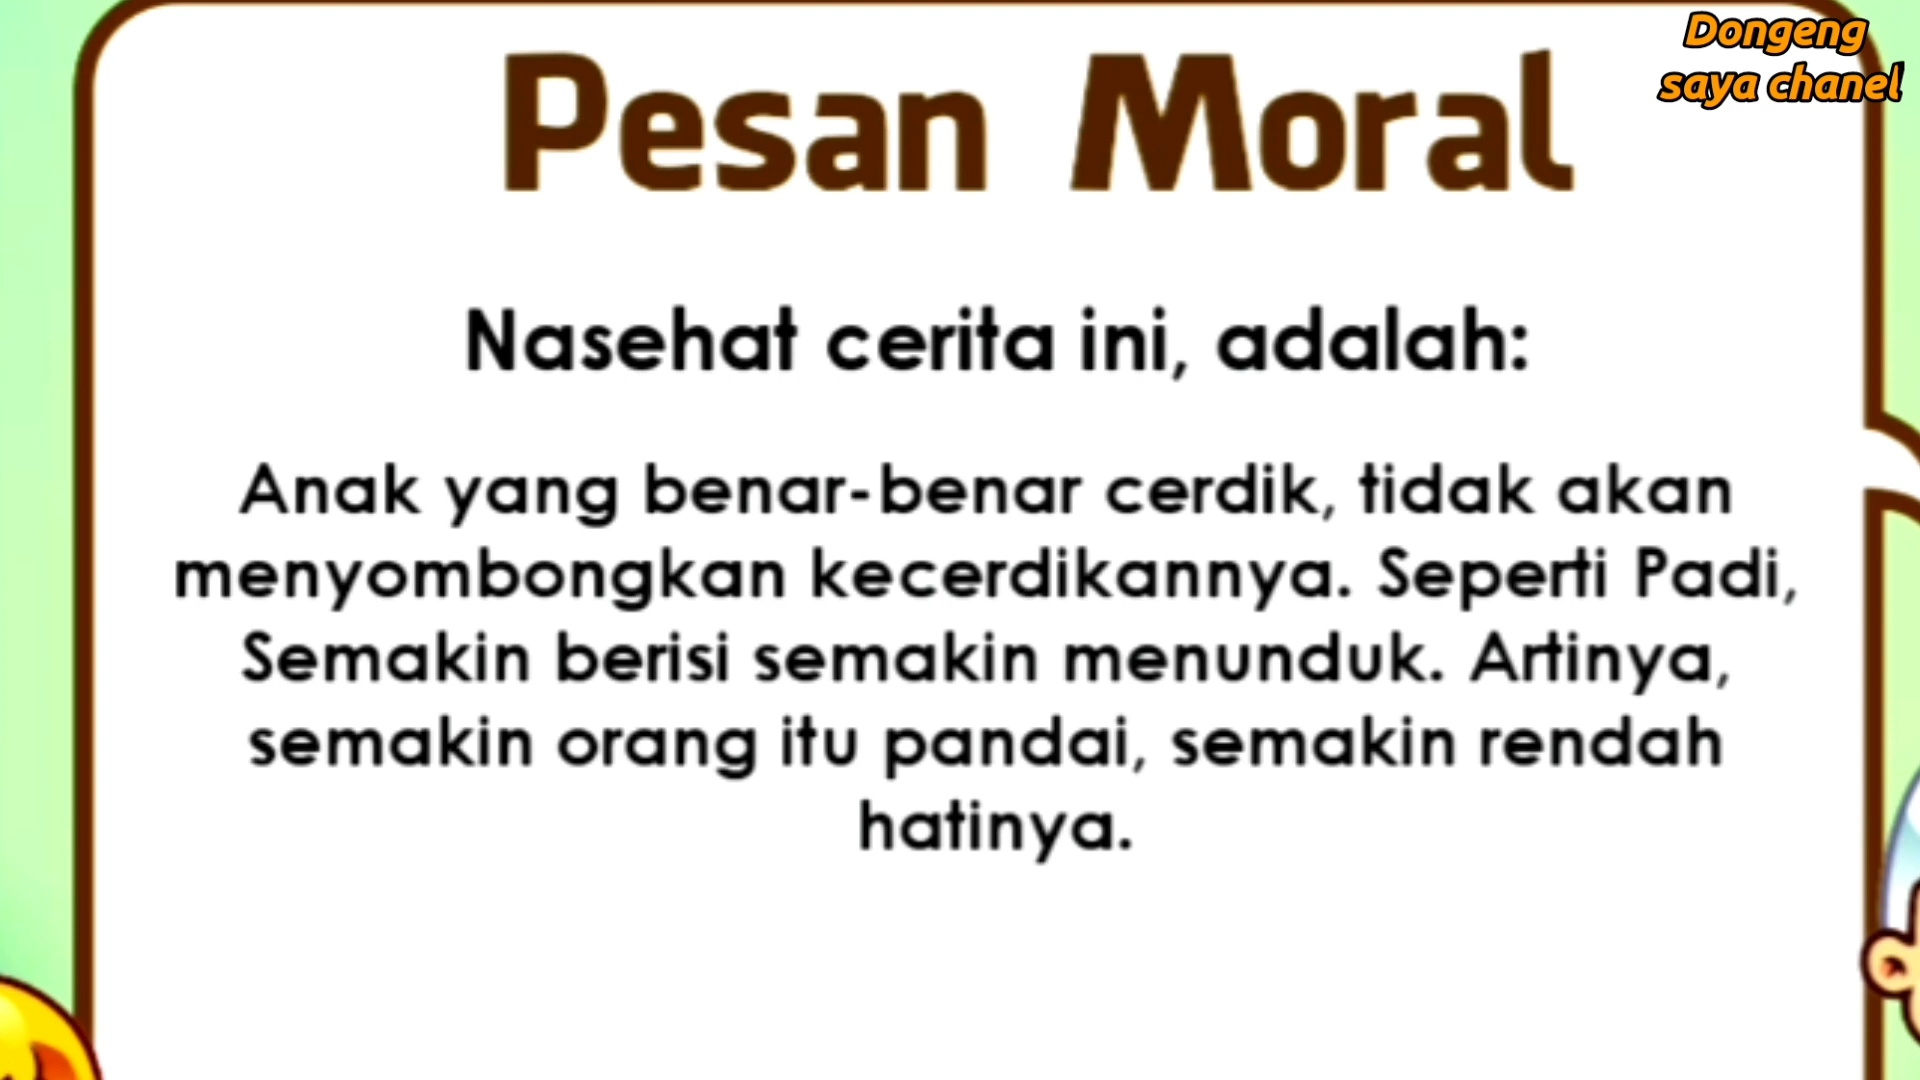 Dongeng
saya chanel
Pesan Moral
Nasehat cerita ini, adalah:
Anak yang benar-benar cerdik, tidak akan
menyombongkan kecerdikannya. Seperti Padi,
Semakin berisi semakin menunduk. Artinya,
semakin orang itu pandai, semakin rendah
hatinya.